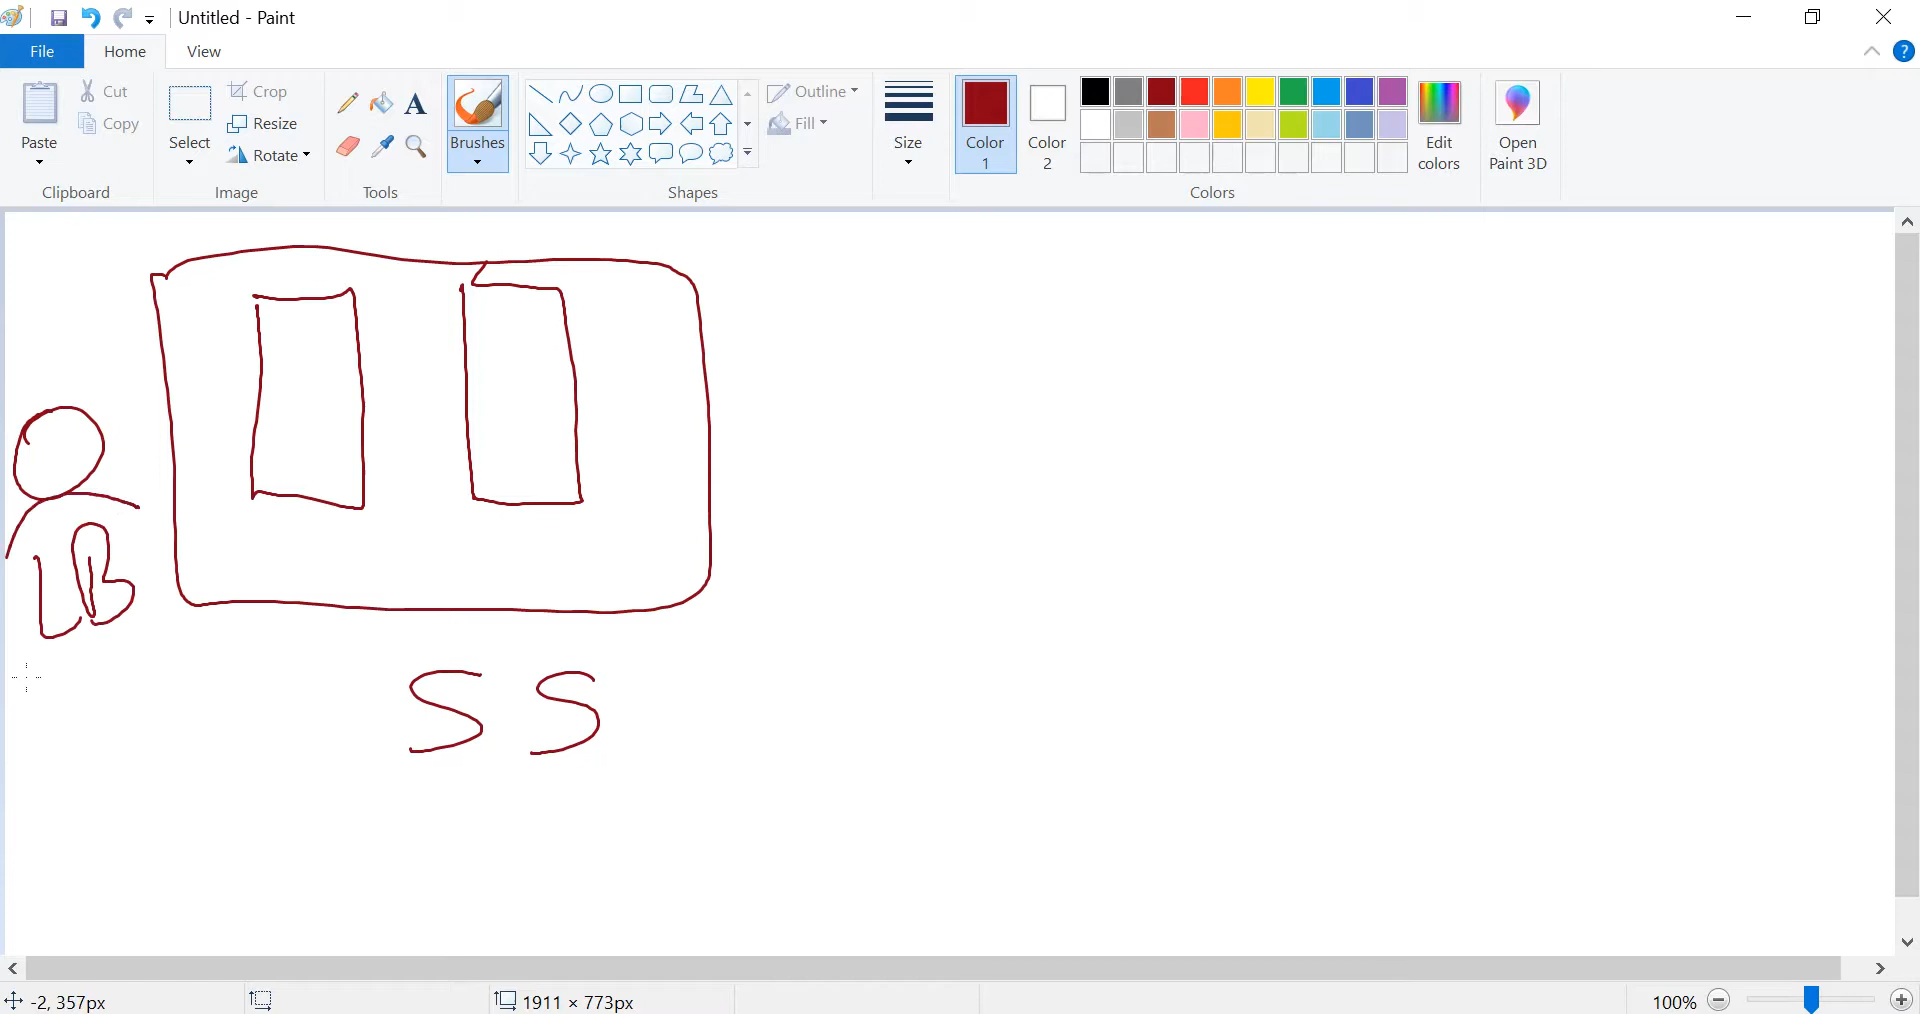 Untitled - Paint
File Home View
Paste
Cut
Copy
Clipboard
Select
Crop
Resize
Rotate
Image
A
Tools
Brushes
Shapes
Outline
Fill
Size
Color 1
Color 2
Colors
Edit colors
Open Paint 3D
?
S S
-2, 357px
1911 × 773px
100%